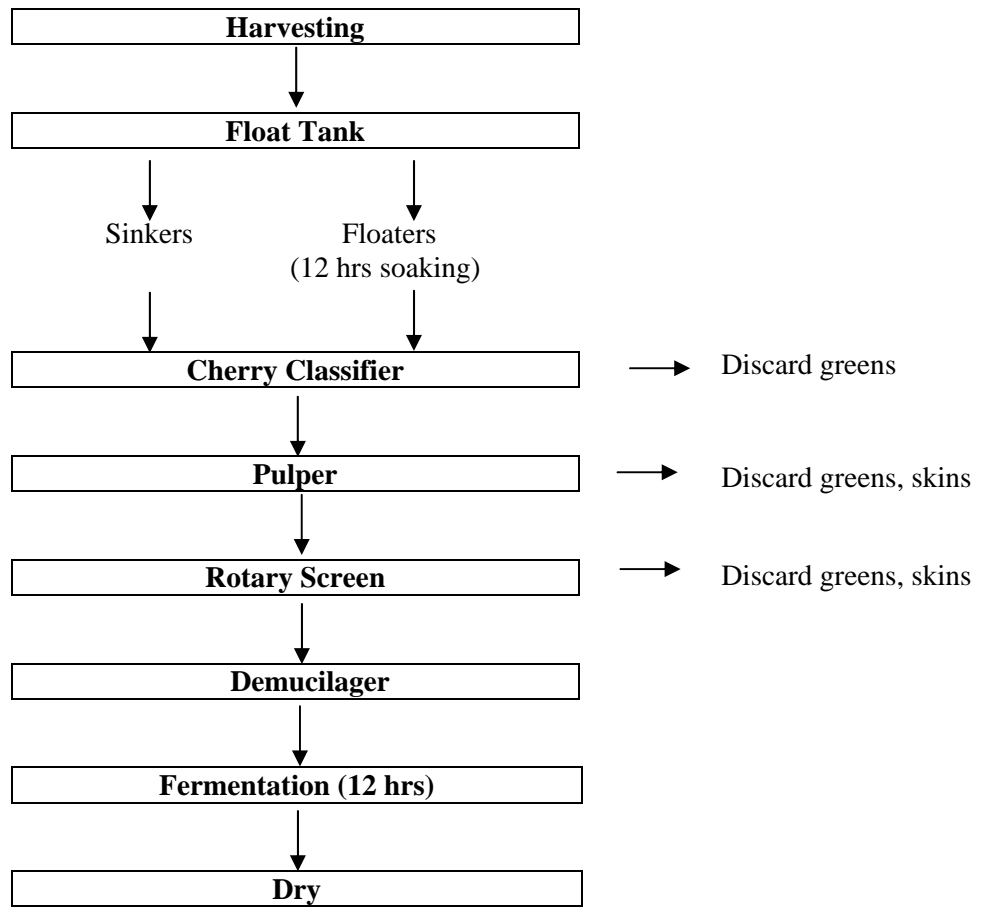 Harvesting
Float Tank
Sinkers
Floaters
(12 hrs soaking)
Cherry Classifier
Discard greens
Pulper
Discard greens, skins
Rotary Screen
Discard greens, skins
Demucilager
Fermentation (12 hrs)
Dry